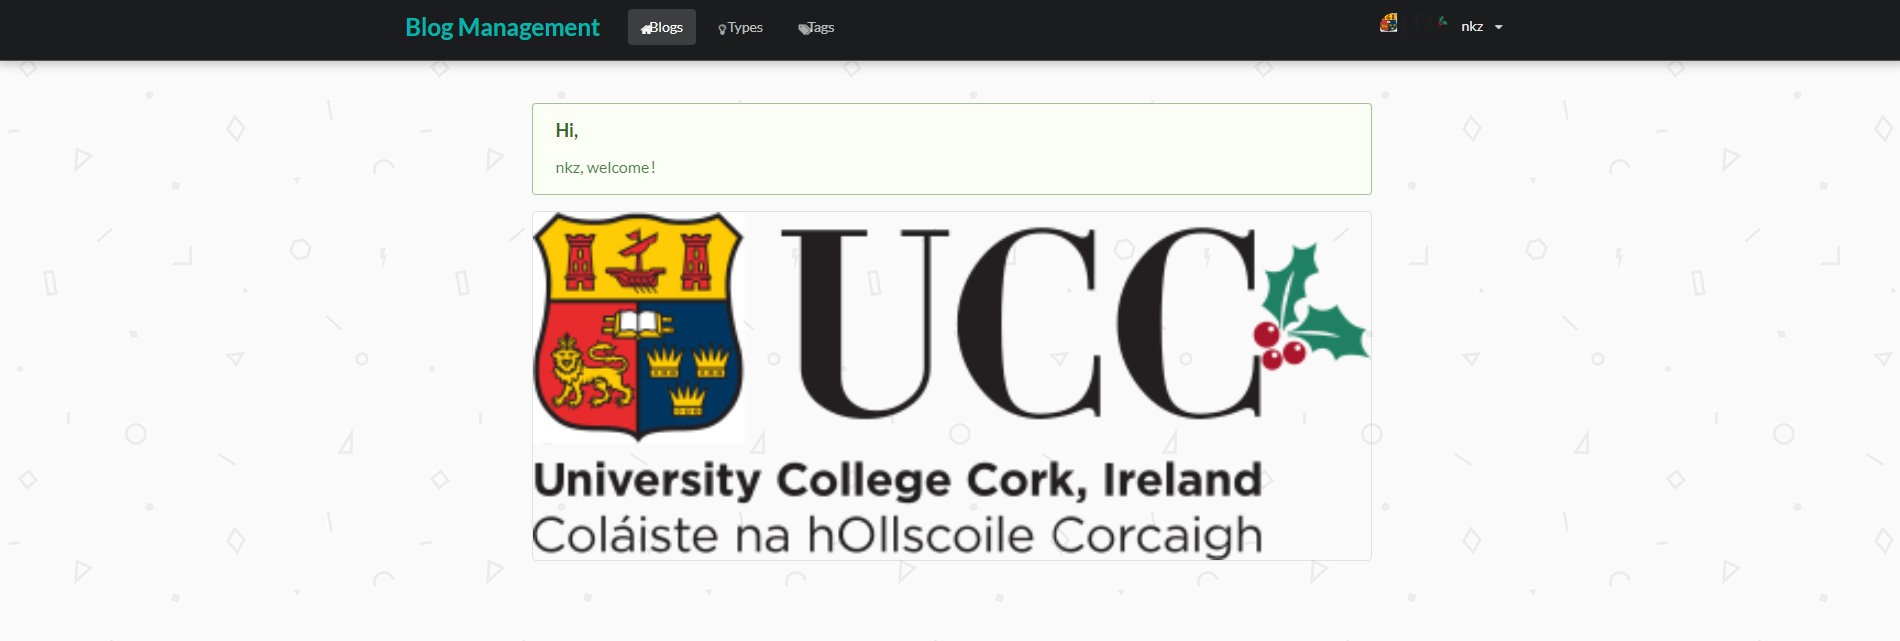 Blog Management
Blogs
Types
Tags
nkz
Hi,
nkz, welcome!
UCC
University College Cork, Ireland
Coláiste na hOllscoile Corcaigh